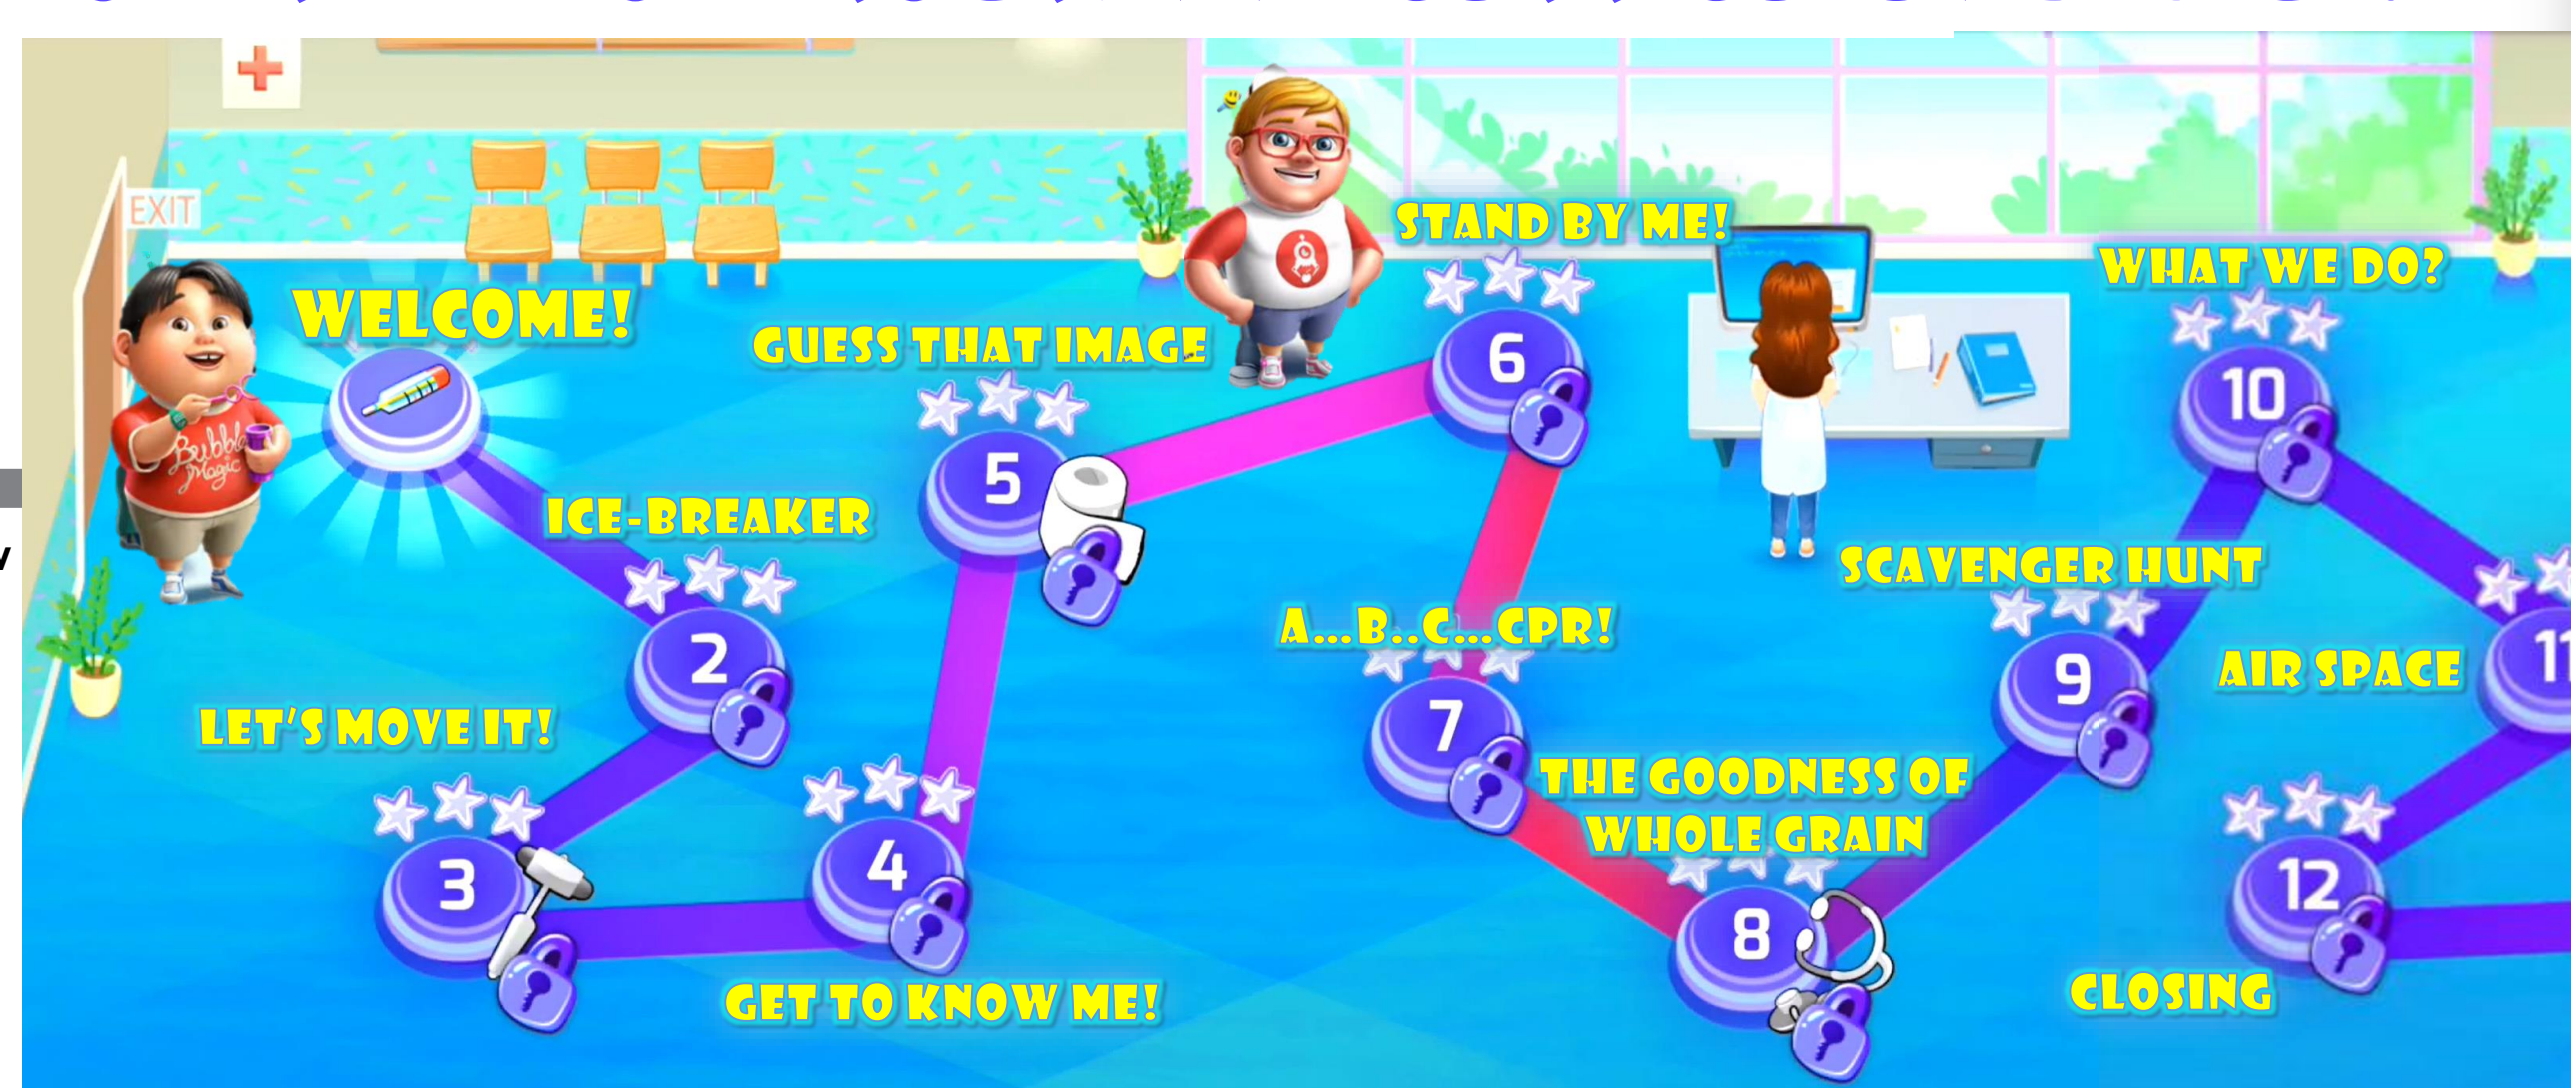 EXIT
WELCOME!
Bubble
Magic
ICE-BREAKER
2
LET'S MOVE IT!
3
4
GET TO KNOW ME!
GUESS THAT IMAGE
5
STAND BY ME!
6
A...B..C...CPR!
7
THE GOODNESS OF
WHOLE GRAIN
8
SCAVENGER HUNT
9
WHAT WE DO?
10
AIR SPACE
11
12
CLOSING